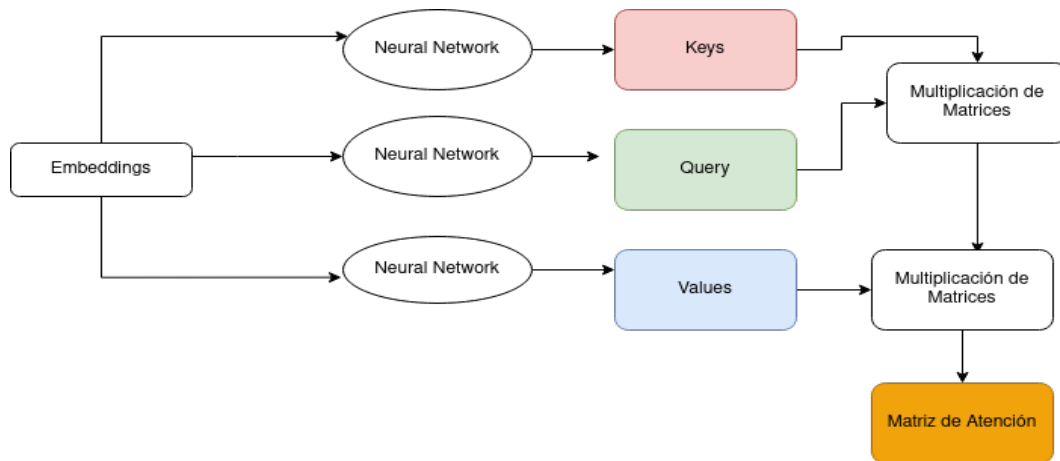 Neural Network
Keys
Multiplicación de
Matrices
Embeddings
Neural Network
Query
Neural Network
Values
Multiplicación de
Matrices
Matriz de Atención